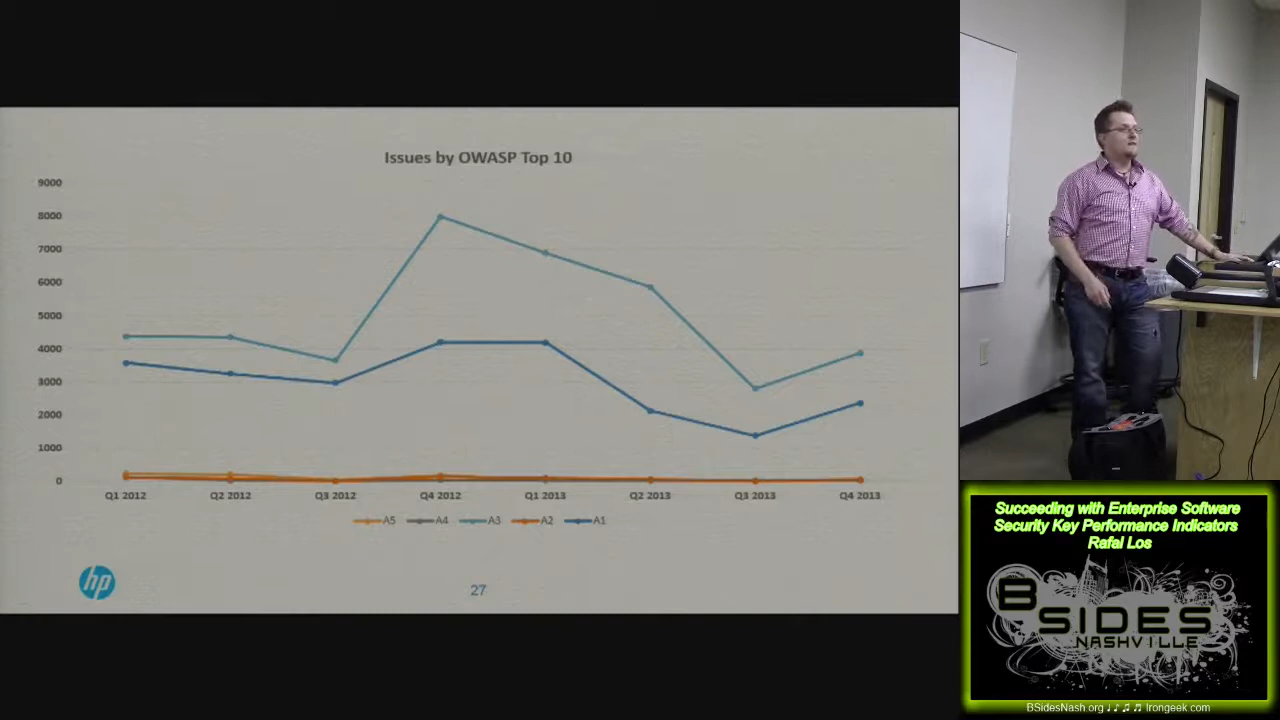 Issues by OWASP Top 10
9000
8000
7000
6000
5000
4000
3000
2000
1000
0
Q1 2012 Q2 2012 Q3 2012 Q4 2012 Q1 2013 Q2 2013 Q3 2013 Q4 2013
A5 A4 A3 A2 A1
hp
27
Succeeding with Enterprise Software
Security Key Performance Indicators
Rafal Los
BSIDES
NASHVILLE
BSidesNash.org ♩ ♪ ♫ ♬ Irongeek.com